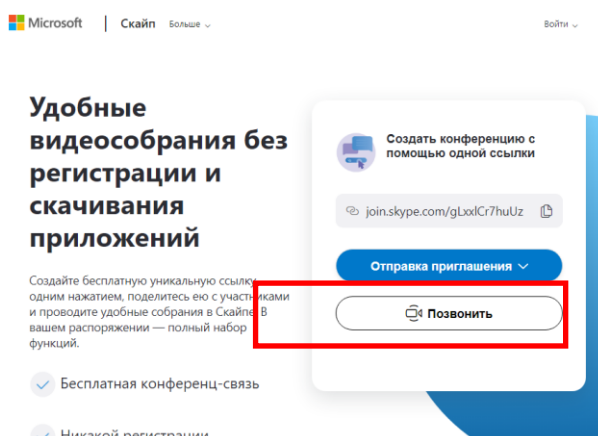 Microsoft
Скайп
Больше
Войти
Удобные
видеособрания без
регистрации и
скачивания
приложений
Создайте бесплатную уникальную ссылку
одним нажатием, поделитесь ею с участниками
и проводите удобные собрания в Скайпе. В
вашем распоряжении — полный набор
функций.
Бесплатная конференц-связь
Никакой регистрации
Создать конференцию с
помощью одной ссылки
join.skype.com/gLxxlCr7huUz
Отправка приглашения
Позвонить